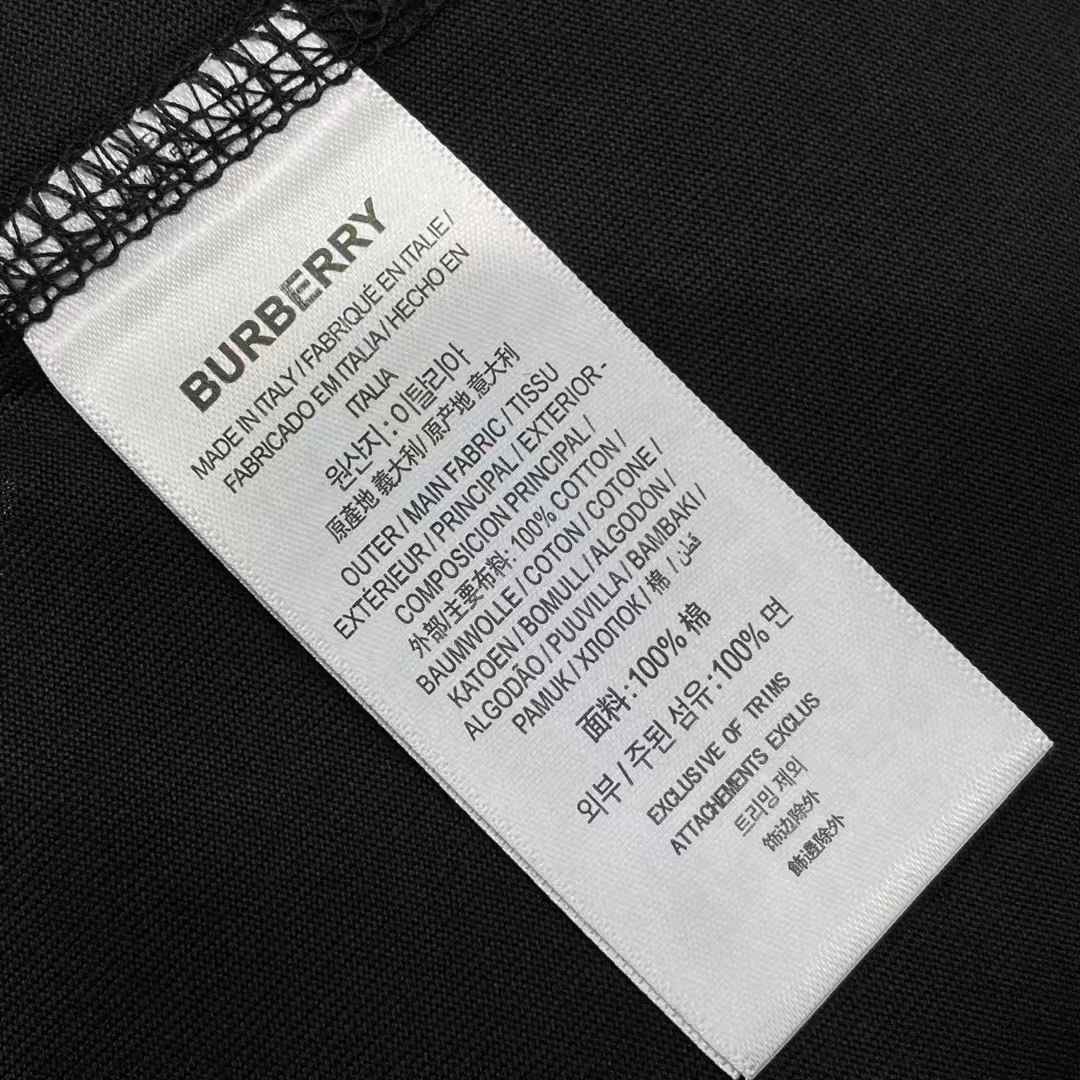 BURBERRY
MADE IN ITALY / FABRIQUÉ EN ITALIE /
FABRICADO EM ITALIA / HECHO EN
ITALIA
원산지 : 이틀리아
原產地 義大利/ 原产地 意大利
OUTER / MAIN FABRIC / TISSU
EXTÉRIEUR / PRINCIPAL / EXTERIOR -
COMPOSICION PRINCIPAL /
外部/主要布料: 100% COTTON /
BAUMWOLLE / COTON / COTONE /
KATOEN / BOMULL / ALGODÓN /
ALGODÃO / PUUVILLA / BAMBAKI /
PAMUK / ХЛОПОК / 棉 / قطن
面料 : 100% 棉
외부 / 주된 섬유 : 100% 면
EXCLUSIVE OF TRIMS
ATTACHEMENTS EXCLUS
트리밍 제외
饰边除外
飾邊除外